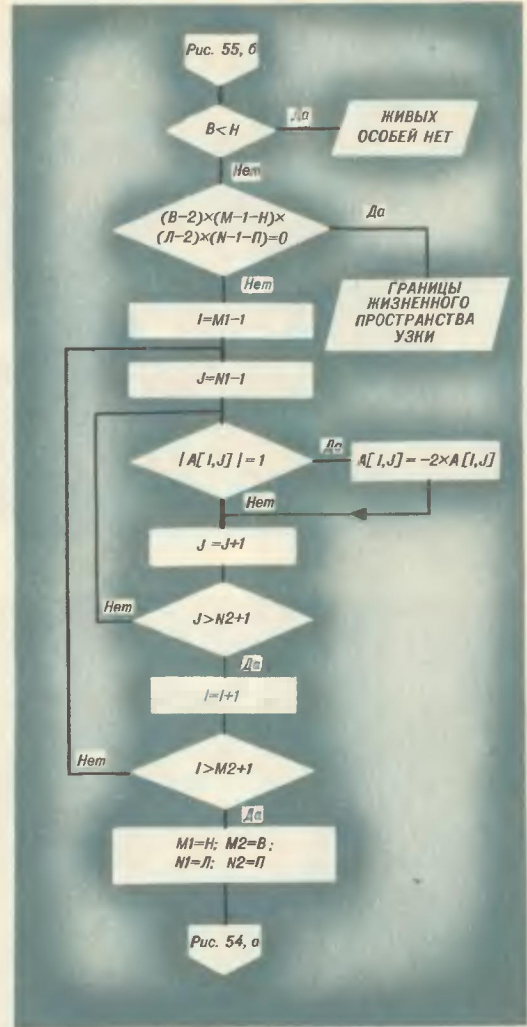 Рис. 55, б
В<Н
Да
ЖИВЫХ
ОСОБЕЙ НЕТ
Нет
(В-2)×(М-1-Н)×
(Л-2)×(N-1-П)=0
Да
Нет
ГРАНИЦЫ
ЖИЗНЕННОГО
ПРОСТРАНСТВА
УЗКИ
I=M1-1
J=N1-1
|A[I,J]|=1
Да
A[I,J]=-2×A[I,J]
Нет
J=J+1
J>N2+1
Нет
Да
I=I+1
I>M2+1
Нет
Да
М1=Н; М2=В;
N1=Л; N2=П
Рис. 54, а